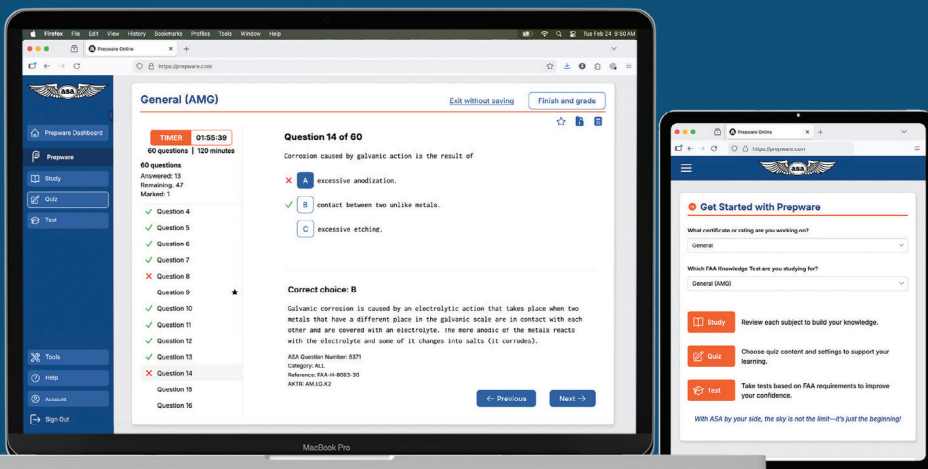 Firefox File Edit View History Bookmarks Profiles Tools Window Help
Tue Feb 24 9:50 AM
Prepware Online
https://prepware.com
ASA
Prepware Dashboard
Prepware
Study
Quiz
Test
Tools
Help
Account
Sign Out
General (AMG)
Exit without saving
Finish and grade
TIMER 01:55:39
60 questions | 120 minutes
60 questions
Answered: 13
Remaining: 47
Marked: 1
Question 4
Question 5
Question 6
Question 7
Question 8
Question 9
Question 10
Question 11
Question 12
Question 13
Question 14
Question 15
Question 16
Question 14 of 60
Corrosion caused by galvanic action is the result of
A excessive anodization.
B contact between two unlike metals.
C excessive etching.
Correct choice: B
Galvanic corrosion is caused by an electrolytic action that takes place when two
metals that have a different place in the galvanic scale are in contact with each
other and are covered with an electrolyte. The more anodic of the metals reacts
with the electrolyte and some of it changes into salts (it corrodes).
ASA Question Number: 8371
Category: ALL
Reference: FAA-H-8083-30
AKTR: AM.I.G.K2
← Previous
Next →
MacBook Pro
Prepware Online
https://prepware.com
ASA
Get Started with Prepware
What certificate or rating are you working on?
General
Which FAA Knowledge Test are you studying for?
General (AMG)
Study
Review each subject to build your knowledge.
Quiz
Choose quiz content and settings to support your
learning.
Test
Take tests based on FAA requirements to improve
your confidence.
With ASA by your side, the sky is not the limit—it's just the beginning!